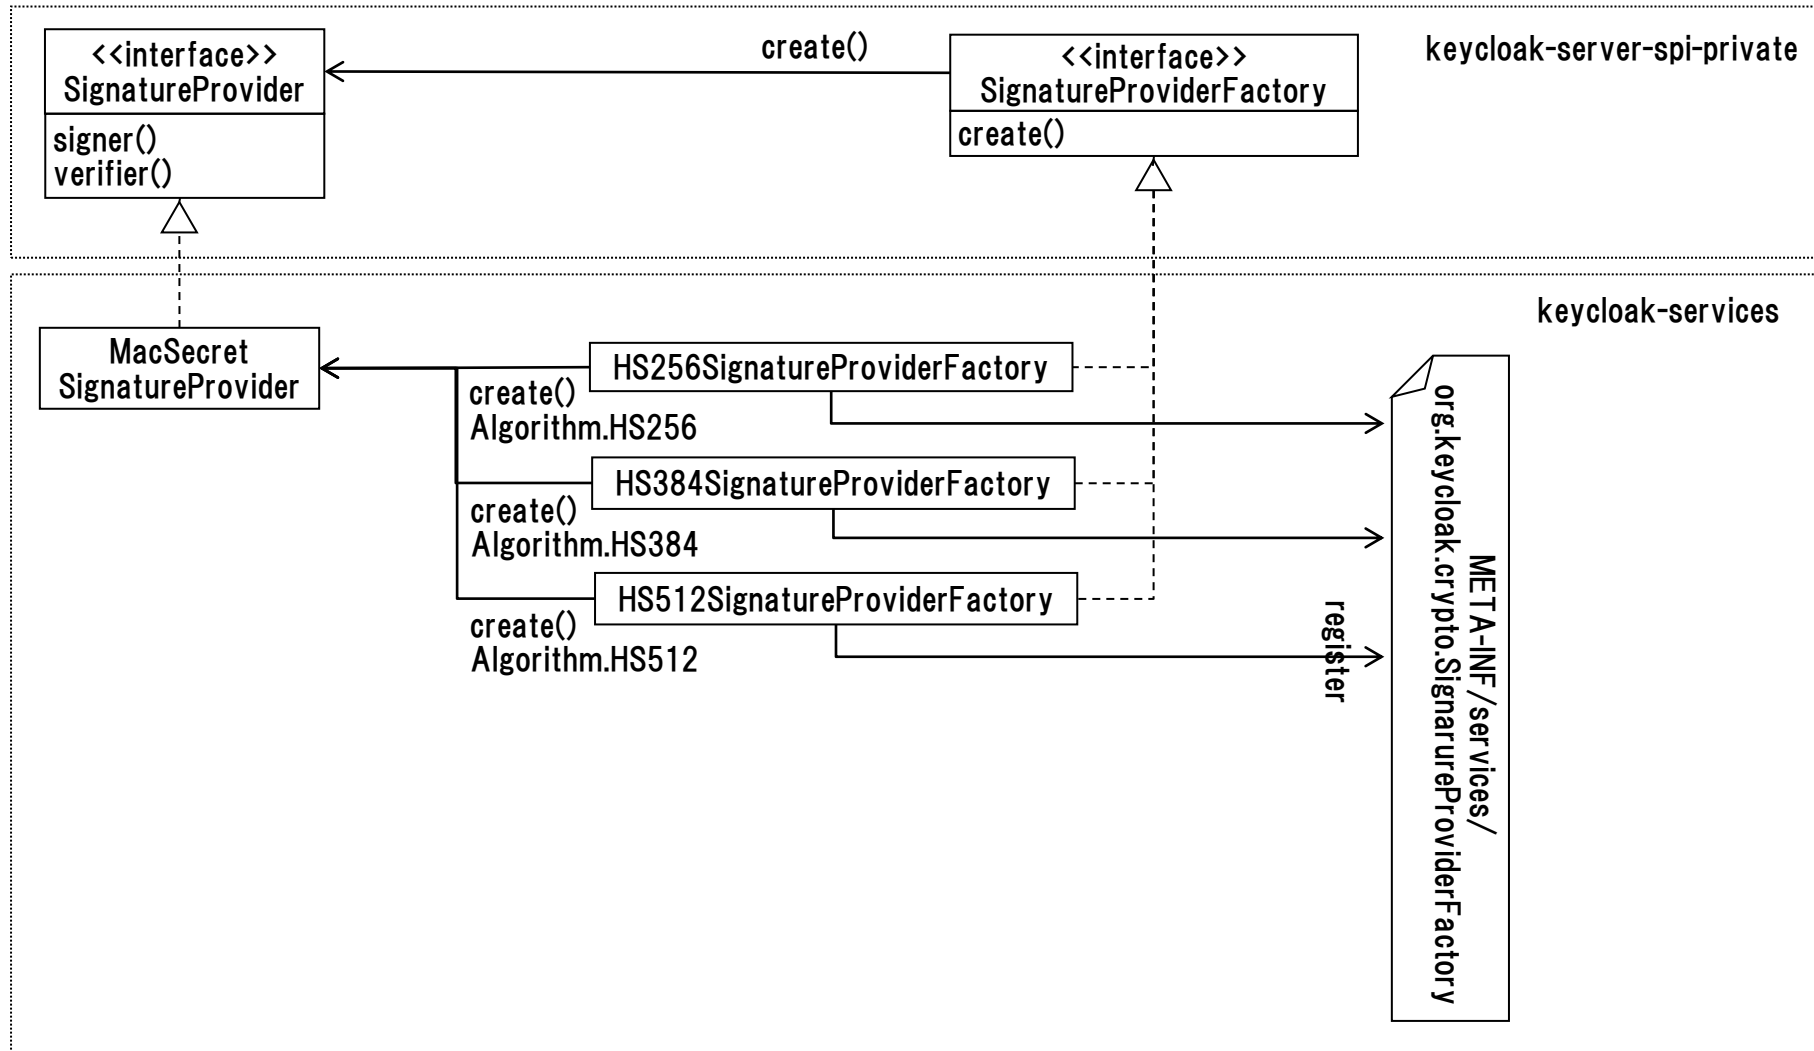 <<interface>>
SignatureProvider
signer()
verifier()
create()
<<interface>>
SignatureProviderFactory
create()
keycloak-server-spi-private
keycloak-services
MacSecret
SignatureProvider
HS256SignatureProviderFactory
create()
Algorithm.HS256
HS384SignatureProviderFactory
create()
Algorithm.HS384
HS512SignatureProviderFactory
create()
Algorithm.HS512
register
META-INF/services/
org.keycloak.crypto.SignarureProviderFactory